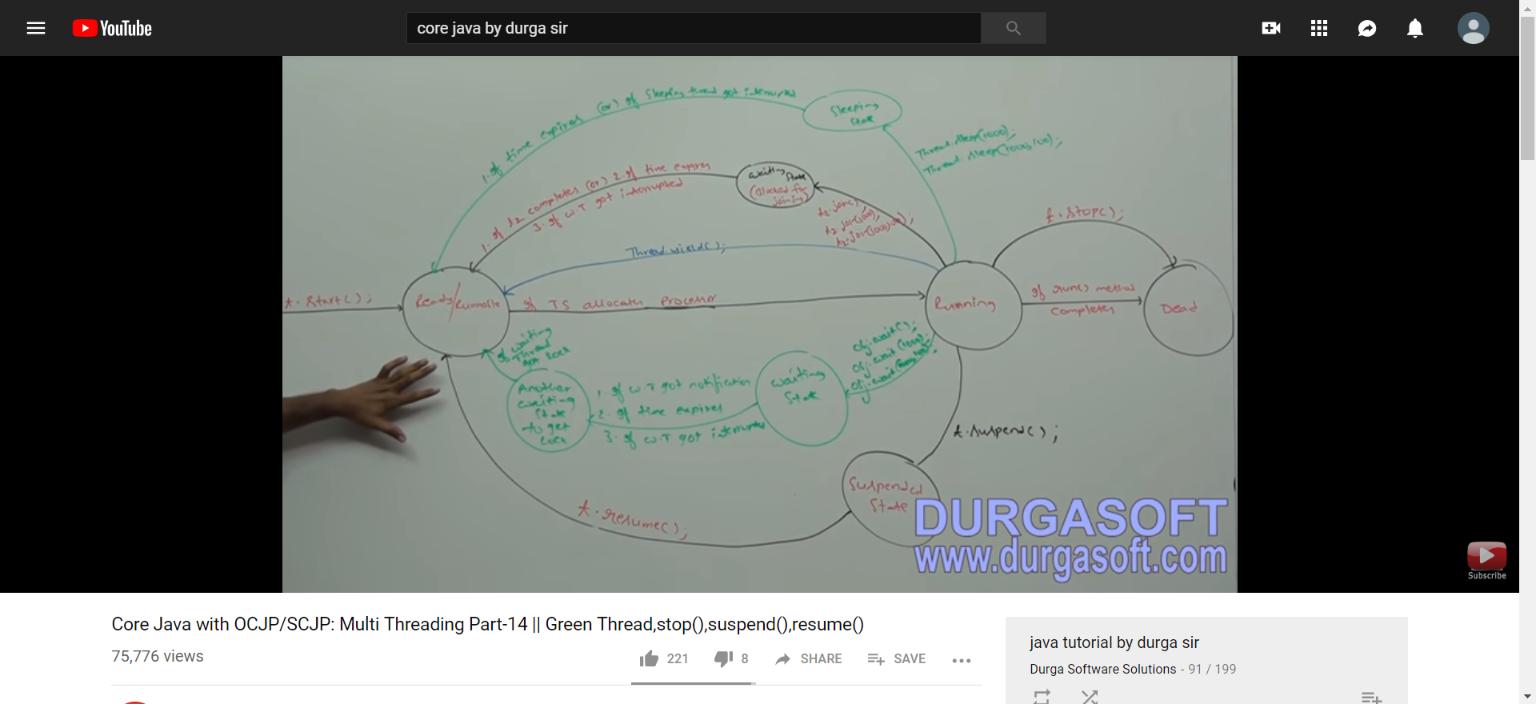 YouTube
core java by durga sir
1. If time expires (or) if sleeping thread got interrupted
Sleeping
State
Thread.sleep(1000);
Thread.sleep(1000,100);
1. If t2 completes (or) 2. If time expires
3. If W.T got interrupted
waiting
State
(blocked for
joining)
t2.join(),
t2.join(1000),
t2.join(1000,100),
Thread.yield();
t.stop();
t.start();
Ready/
Runnable
If TS allocates processor
Running
If run() method
completes
Dead
If waiting
Thread
got lock
obj.wait();
obj.wait(1000);
Another
waiting
State
to get
lock
1. If W.T got notification
2. If time expires
3. If W.T got interrupted
waiting
State
t.suspend();
Suspended
State
t.resume();
DURGASOFT
www.durgasoft.com
Subscribe
Core Java with OCJP/SCJP: Multi Threading Part-14 || Green Thread,stop(),suspend(),resume()
75,776 views
221
8
SHARE
SAVE
java tutorial by durga sir
Durga Software Solutions - 91 / 199